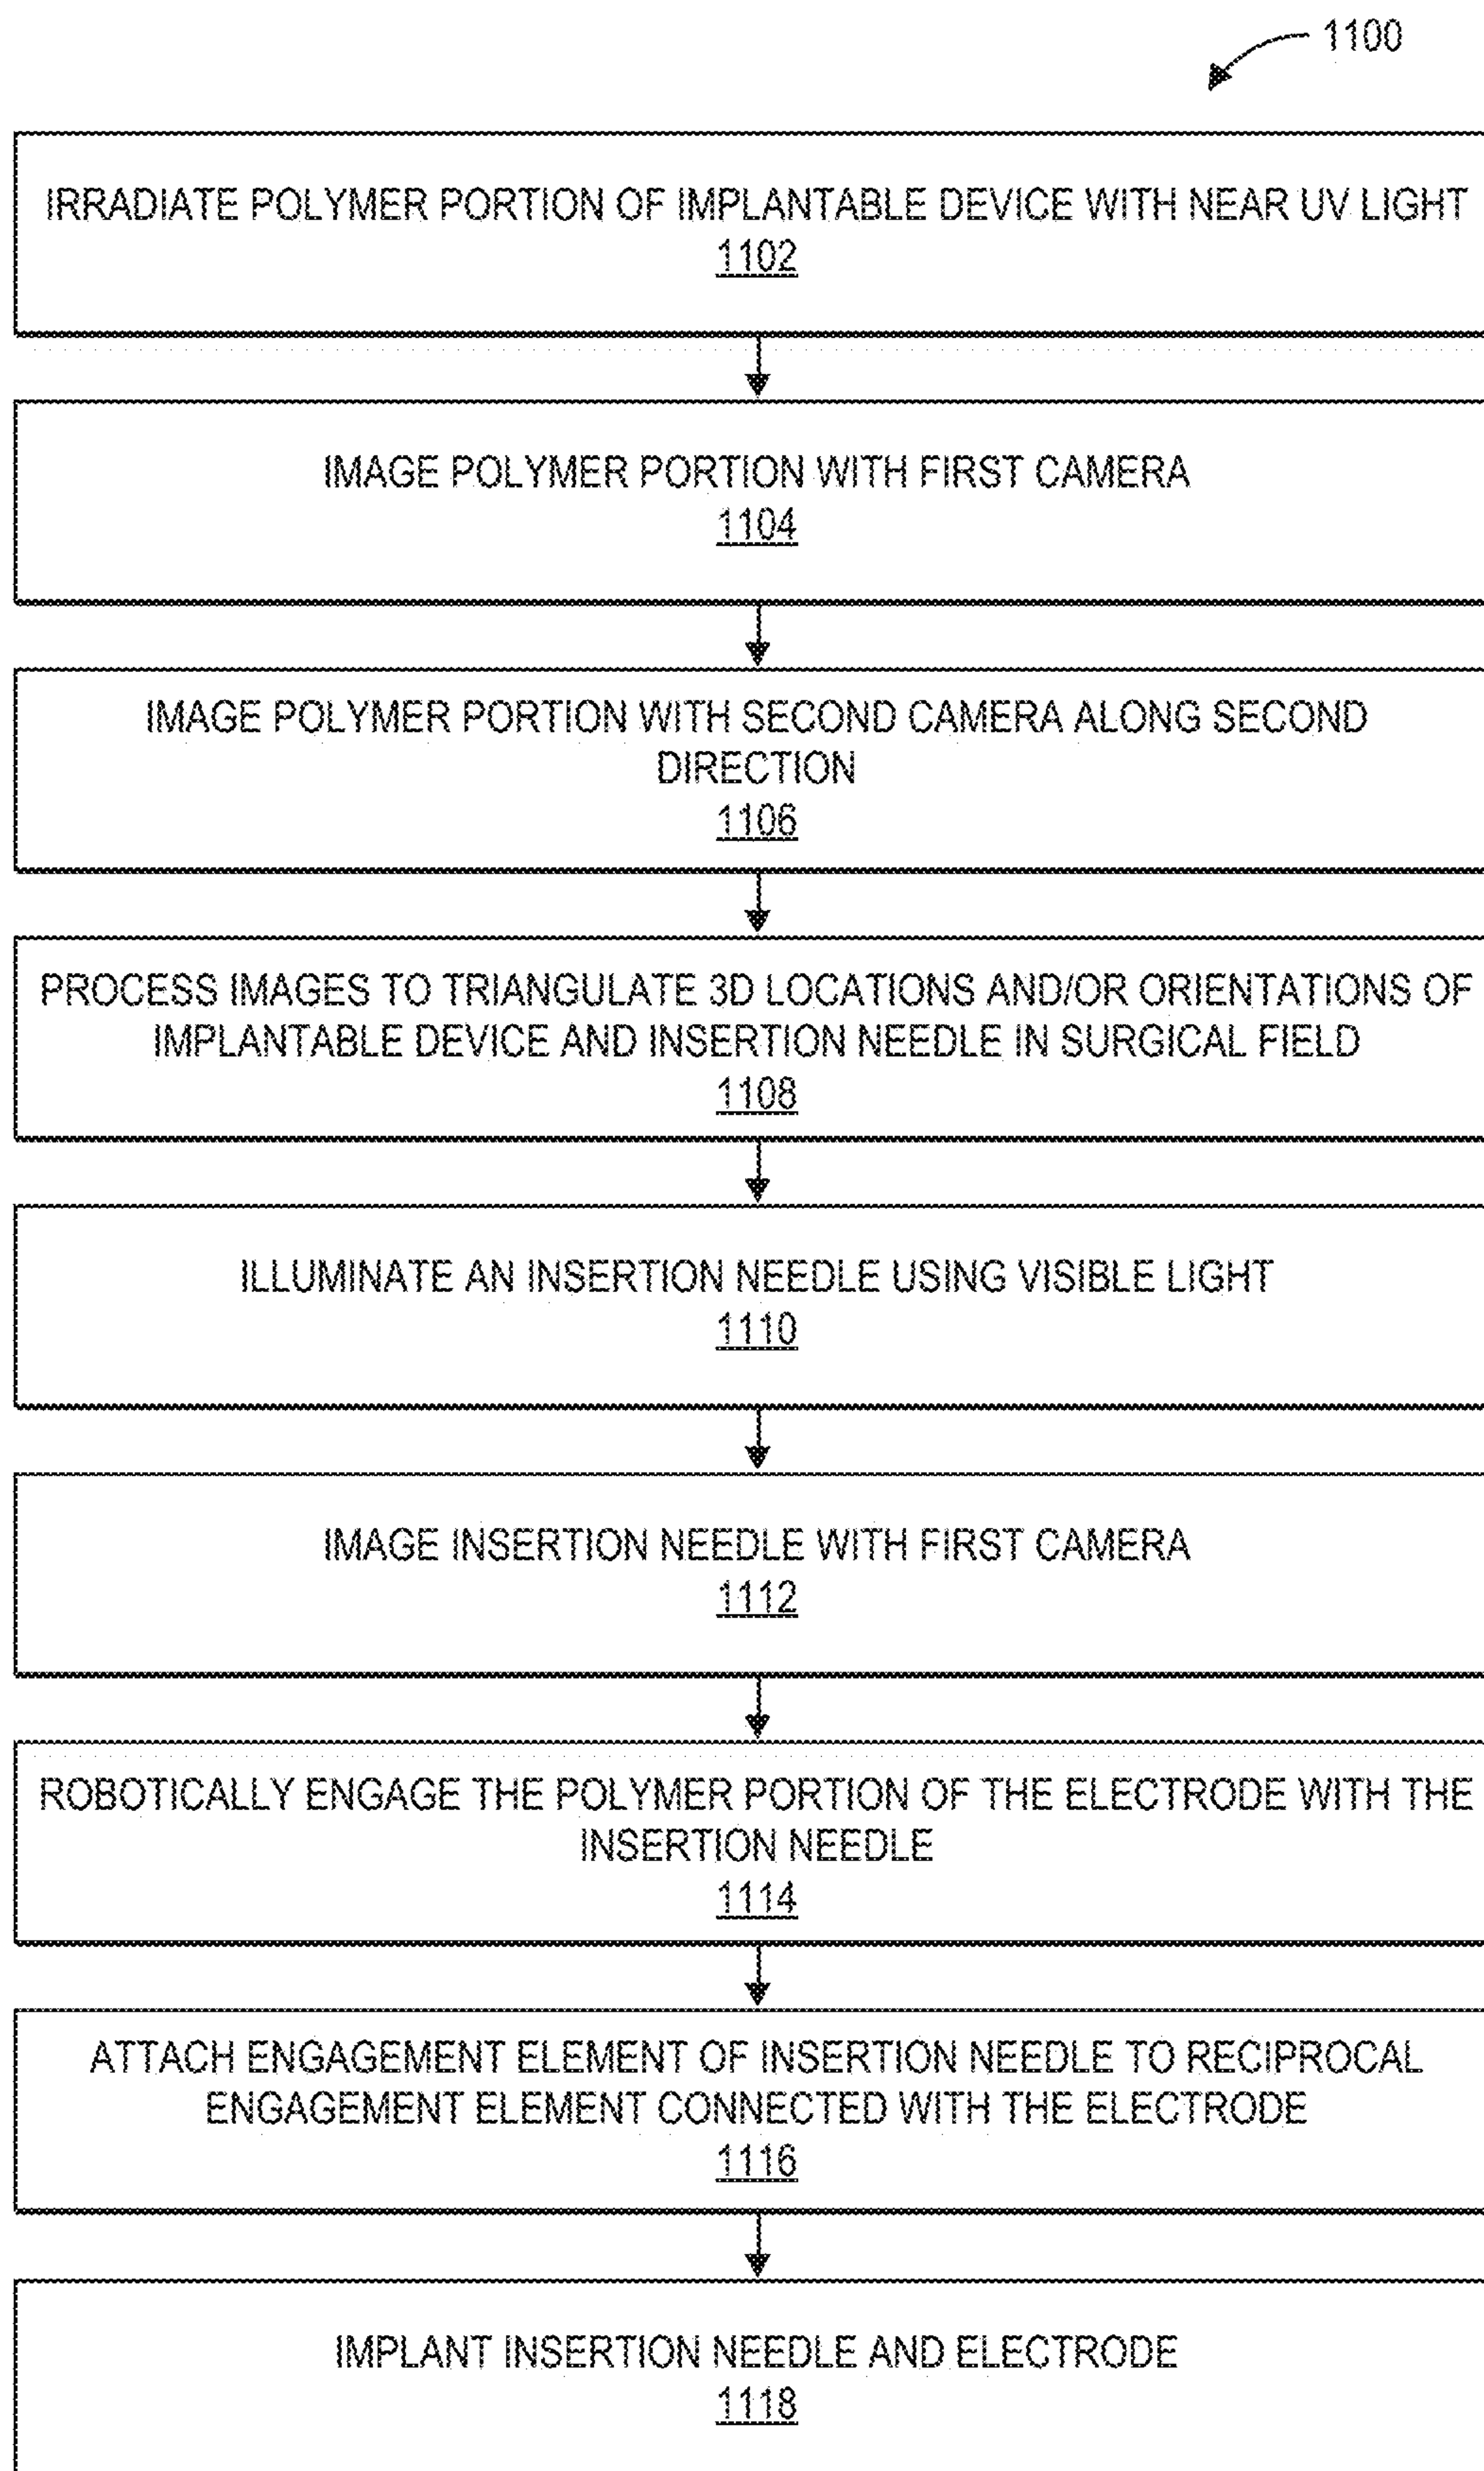 1100
IRRADIATE POLYMER PORTION OF IMPLANTABLE DEVICE WITH NEAR UV LIGHT
1102
IMAGE POLYMER PORTION WITH FIRST CAMERA
1104
IMAGE POLYMER PORTION WITH SECOND CAMERA ALONG SECOND
DIRECTION
1106
PROCESS IMAGES TO TRIANGULATE 3D LOCATIONS AND/OR ORIENTATIONS OF
IMPLANTABLE DEVICE AND INSERTION NEEDLE IN SURGICAL FIELD
1108
ILLUMINATE AN INSERTION NEEDLE USING VISIBLE LIGHT
1110
IMAGE INSERTION NEEDLE WITH FIRST CAMERA
1112
ROBOTICALLY ENGAGE THE POLYMER PORTION OF THE ELECTRODE WITH THE
INSERTION NEEDLE
1114
ATTACH ENGAGEMENT ELEMENT OF INSERTION NEEDLE TO RECIPROCAL
ENGAGEMENT ELEMENT CONNECTED WITH THE ELECTRODE
1116
IMPLANT INSERTION NEEDLE AND ELECTRODE
1118